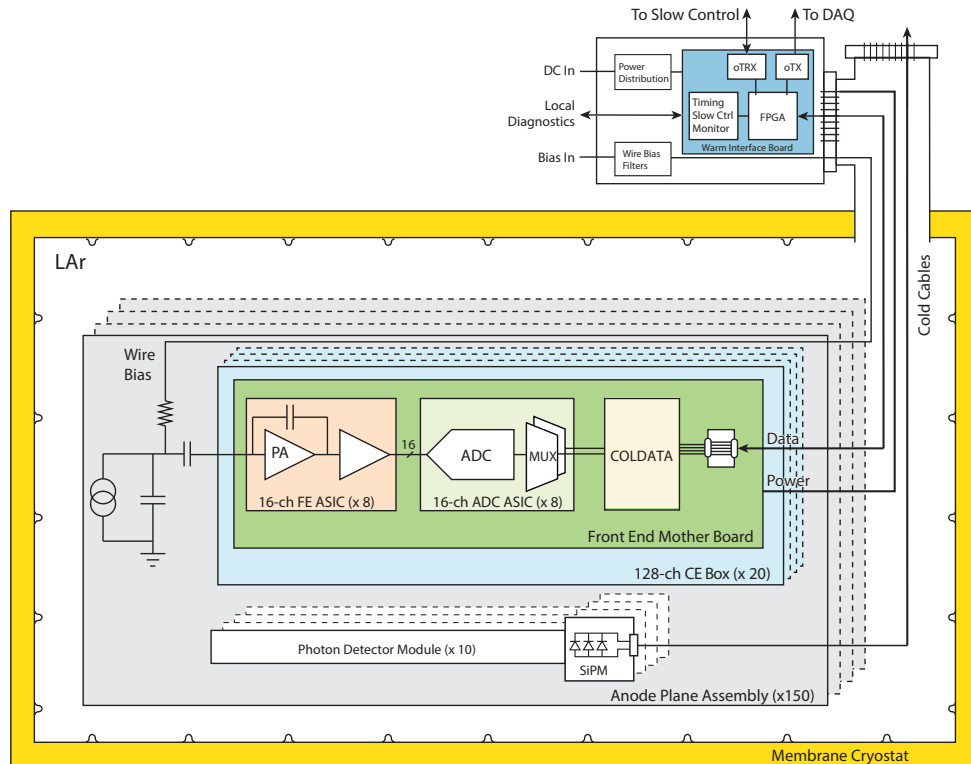 To Slow Control
To DAQ
DC In
Power
Distribution
oTRX
oTX
Local
Diagnostics
Timing
Slow Ctrl
Monitor
FPGA
Warm Interface Board
Bias In
Wire Bias
Filters
LAr
Cold Cables
Wire
Bias
PA
16
ADC
MUX
COLDATA
Data
Power
16-ch FE ASIC (x 8)
16-ch ADC ASIC (x 8)
Front End Mother Board
128-ch CE Box (x 20)
Photon Detector Module (x 10)
SiPM
Anode Plane Assembly (x150)
Membrane Cryostat